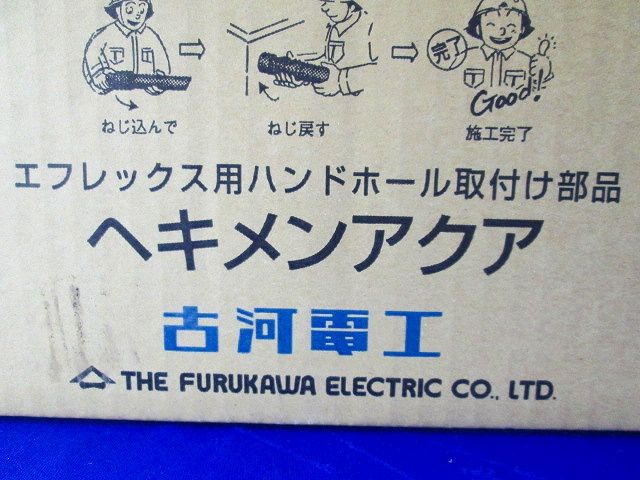 完了
Good!
ねじ込んで
ねじ戻す
施工完了
エフレックス用ハンドホール取付け部品
ヘキメンアクア
古河電工
THE FURUKAWA ELECTRIC CO., LTD.